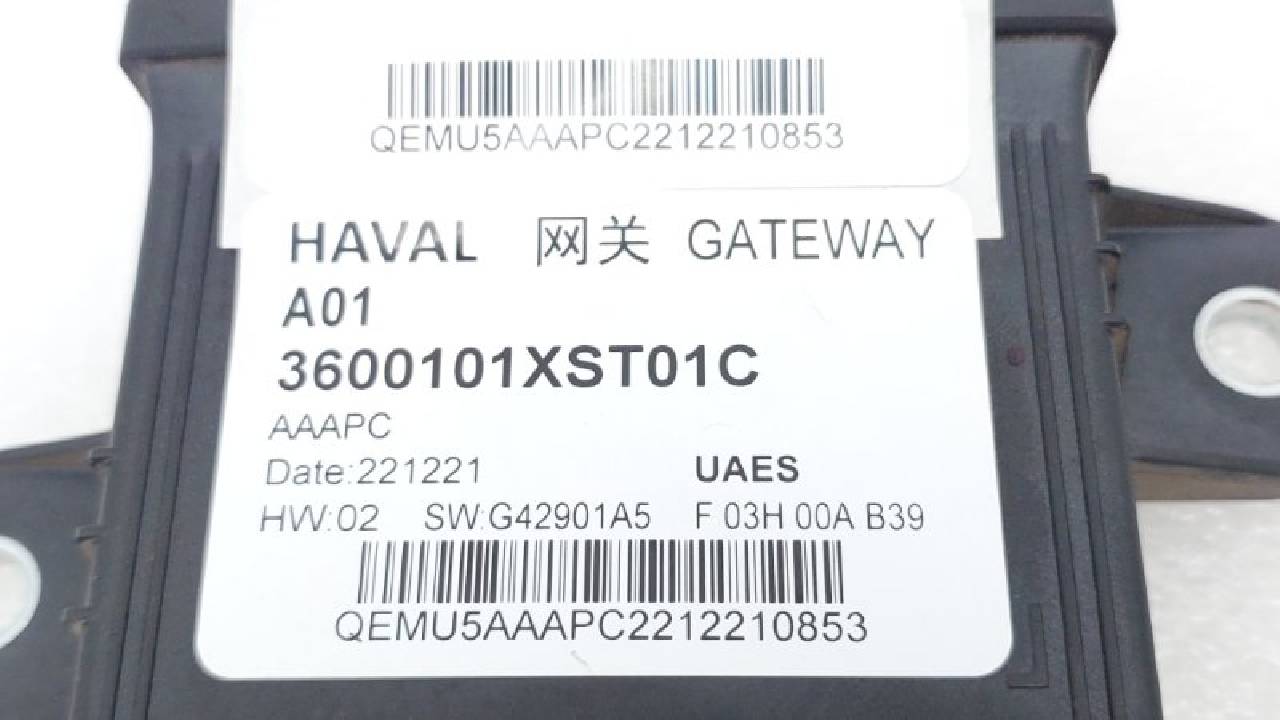 QEMU5AAAPC2212210853
HAVAL 网关 GATEWAY
A01
3600101XST01C
AAAPC
Date:221221 UAES
HW:02 SW:G42901A5 F 03H 00A B39
QEMU5AAAPC2212210853